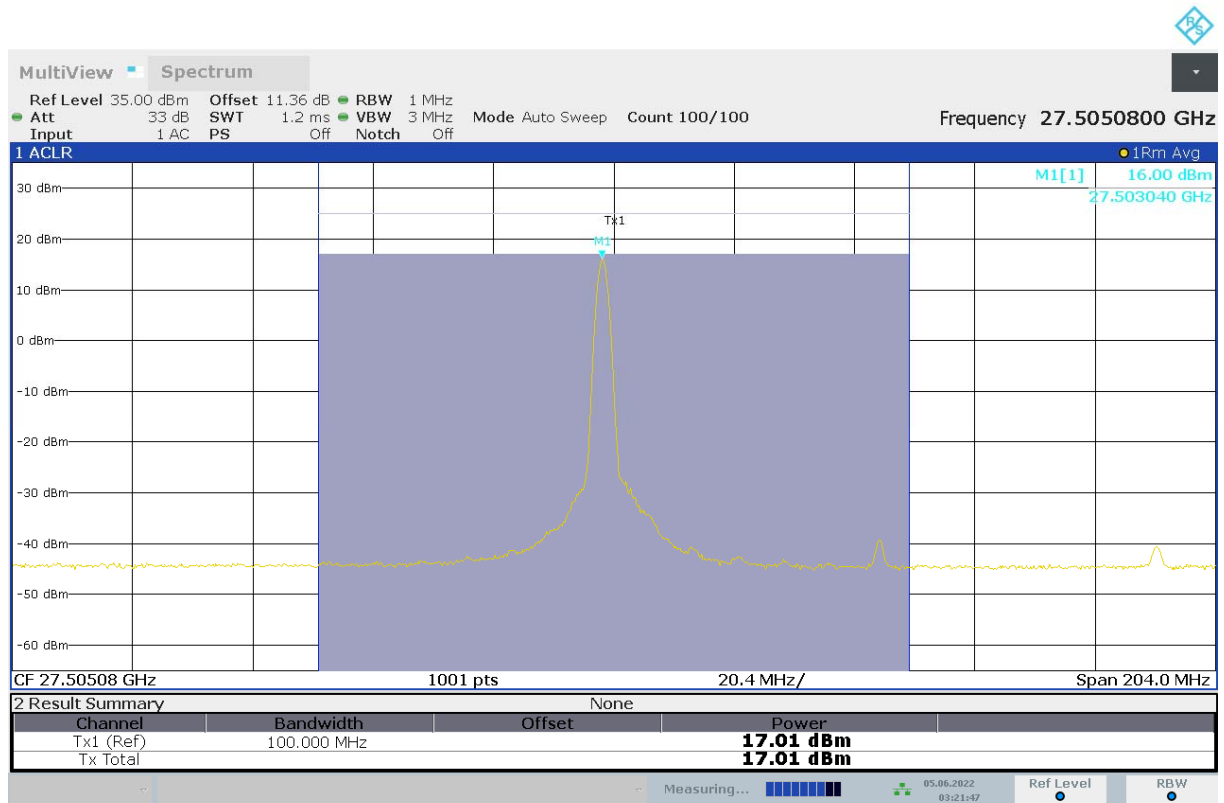 R&S
MultiView Spectrum
Ref Level 35.00 dBm Offset 11.36 dB RBW 1 MHz
Att 33 dB SWT 1.2 ms VBW 3 MHz Mode Auto Sweep Count 100/100 Frequency 27.5050800 GHz
Input 1 AC PS Off Notch Off
1 ACLR 1Rm Avg
M1[1] 16.00 dBm
27.503040 GHz
30 dBm
Tx1
20 dBm
M1
10 dBm
0 dBm
-10 dBm
-20 dBm
-30 dBm
-40 dBm
-50 dBm
-60 dBm
CF 27.50508 GHz 1001 pts 20.4 MHz/ Span 204.0 MHz
2 Result Summary None
Channel Bandwidth Offset Power
Tx1 (Ref) 100.000 MHz 17.01 dBm
Tx Total 17.01 dBm
Measuring... 05.06.2022 Ref Level RBW
03:21:47